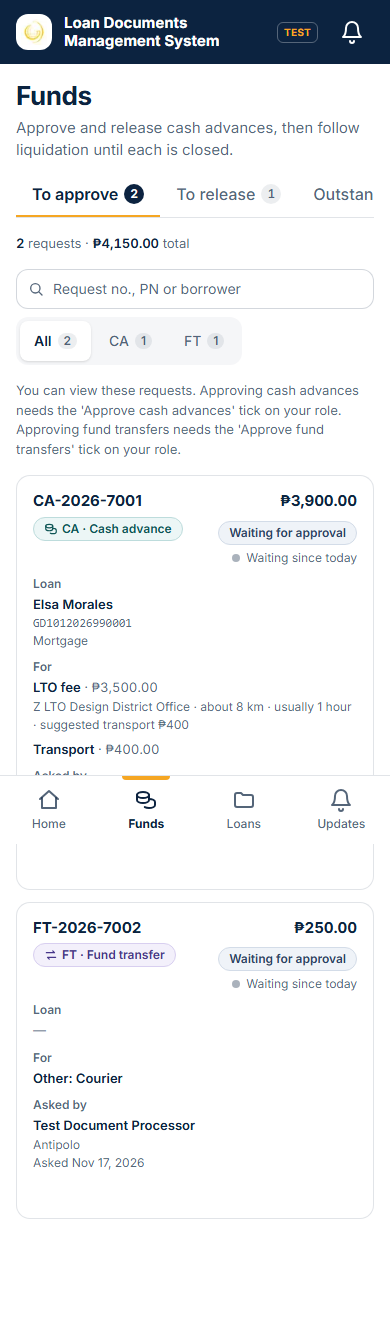 Loan Documents
Management System
TEST
Funds
Approve and release cash advances, then follow
liquidation until each is closed.
To approve 2
To release 1
Outstan
2 requests · ₱4,150.00 total
Request no., PN or borrower
All 2
CA 1
FT 1
You can view these requests. Approving cash advances
needs the 'Approve cash advances' tick on your role.
Approving fund transfers needs the 'Approve fund
transfers' tick on your role.
CA-2026-7001
₱3,900.00
CA · Cash advance
Waiting for approval
Waiting since today
Loan
Elsa Morales
GD1012026990001
Mortgage
For
LTO fee · ₱3,500.00
Z LTO Design District Office · about 8 km · usually 1 hour
· suggested transport ₱400
Transport · ₱400.00
Asked by
Home
Funds
Loans
Updates
FT-2026-7002
₱250.00
FT · Fund transfer
Waiting for approval
Waiting since today
Loan
—
For
Other: Courier
Asked by
Test Document Processor
Antipolo
Asked Nov 17, 2026